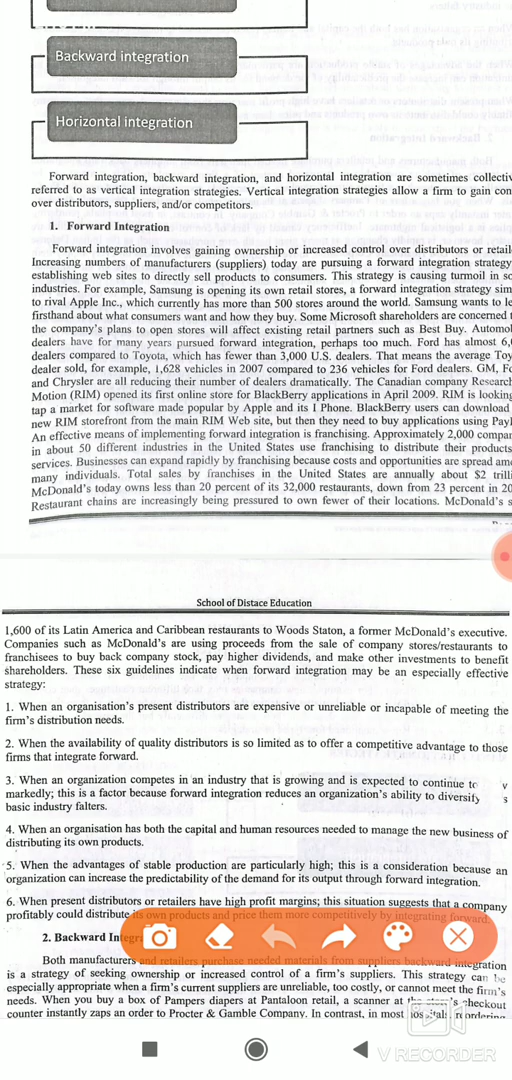 Backward integration
Horizontal integration
Forward integration, backward integration, and horizontal integration are sometimes
referred to as vertical integration strategies. Vertical integration strategies allow a firm to gain
over distributors, suppliers, and/or competitors.
1. Forward Integration
Forward integration involves gaining ownership or increased control over distributors or
Increasing numbers of manufacturers (suppliers) today are pursuing a forward integration strategy
establishing web sites to directly sell products to consumers. This strategy is causing turmoil in
industries. For example, Samsung is opening its own retail stores, a forward integration strategy
to rival Apple Inc., which currently has more than 500 stores around the world. Samsung wants to
firsthand about what consumers want and how they buy. Some Microsoft shareholders are concerned
the company's plans to open stores will affect existing retail partners such as Best Buy.
dealers have for many years pursued forward integration, perhaps too much. Ford has almost
dealers compared to Toyota, which has fewer than 3,000 U.S. dealers. That means the average
dealer sold, for example, 1,628 vehicles in 2007 compared to 236 vehicles for Ford dealers. GM,
and Chrysler are all reducing their number of dealers dramatically. The Canadian company
Motion (RIM) opened its first online store for BlackBerry applications in April 2009. RIM is looking
tap a market for software made popular by Apple and its I Phone. BlackBerry users can download
new RIM storefront from the main RIM Web site, but then they need to buy applications using
An effective means of implementing forward integration is franchising. Approximately 2,000
in about 50 different industries in the United States use franchising to distribute their products
services. Businesses can expand rapidly by franchising because costs and opportunities are spread
many individuals. Total sales by franchises in the United States are annually about $2
McDonald's today owns less than 20 percent of its 32,000 restaurants, down from 23 percent in
Restaurant chains are increasingly being pressured to own fewer of their locations. McDonald's
School of Distace Education
1,600 of its Latin America and Caribbean restaurants to Woods Staton, a former McDonald's executive.
Companies such as McDonald's are using proceeds from the sale of company stores/restaurants to
franchisees to buy back company stock, pay higher dividends, and make other investments to benefit
shareholders. These six guidelines indicate when forward integration may be an especially effective
strategy:
1. When an organisation's present distributors are expensive or unreliable or incapable of meeting the
firm's distribution needs.
2. When the availability of quality distributors is so limited as to offer a competitive advantage to those
firms that integrate forward.
3. When an organization competes in an industry that is growing and is expected to continue to
markedly; this is a factor because forward integration reduces an organization's ability to diversify
basic industry falters.
4. When an organisation has both the capital and human resources needed to manage the new business of
distributing its own products.
5. When the advantages of stable production are particularly high; this is a consideration because an
organization can increase the predictability of the demand for its output through forward integration.
6. When present distributors or retailers have high profit margins; this situation suggests that a company
profitably could distribute its own products and price them more competitively by integrating forward.
2. Backward
Both manufacturers and retailers purchase needed materials from suppliers backward integration
is a strategy of seeking ownership or increased control of a firm's suppliers. This strategy can be
especially appropriate when a firm's current suppliers are unreliable, too costly, or cannot meet the firm's
needs. When you buy a box of Pampers diapers at Pantaloon retail, a scanner at the store's checkout
counter instantly zaps an order to Procter & Gamble Company. In contrast, in most hospitals, reordering
V RECORDER